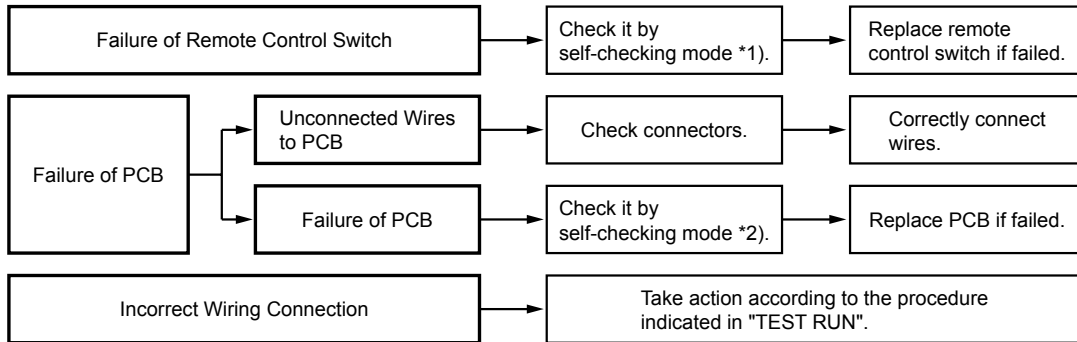 Failure of Remote Control Switch
Check it by
self-checking mode *1).
Replace remote
control switch if failed.
Failure of PCB
Unconnected Wires
to PCB
Check connectors.
Correctly connect
wires.
Failure of PCB
Check it by
self-checking mode *2).
Replace PCB if failed.
Incorrect Wiring Connection
Take action according to the procedure
indicated in "TEST RUN".